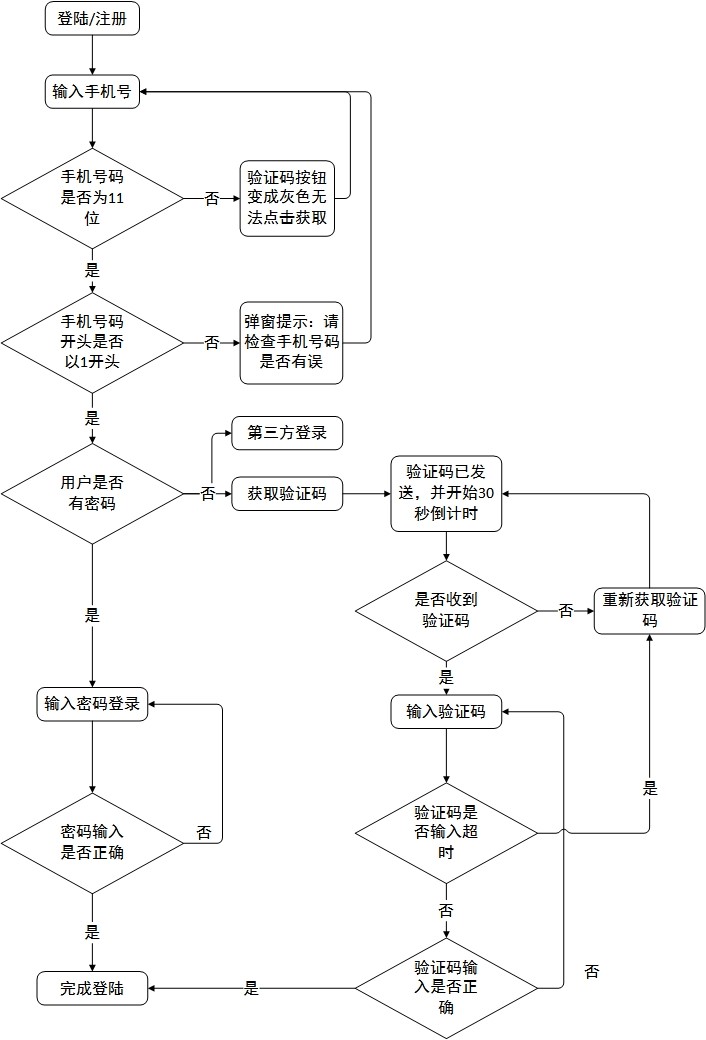 登陆/注册
输入手机号
手机号码
是否为11
位
否
验证码按钮
变成灰色无
法点击获取
是
手机号码
开头是否
以1开头
否
弹窗提示：请
检查手机号码
是否有误
是
第三方登录
用户是否
有密码
否
获取验证码
验证码已发
送，并开始30
秒倒计时
是否收到
验证码
否
重新获取验证
码
是
是
输入密码登录
输入验证码
是
密码输入
是否正确
否
验证码是
否输入超
时
否
是
验证码输
入是否正
确
否
完成登陆
是